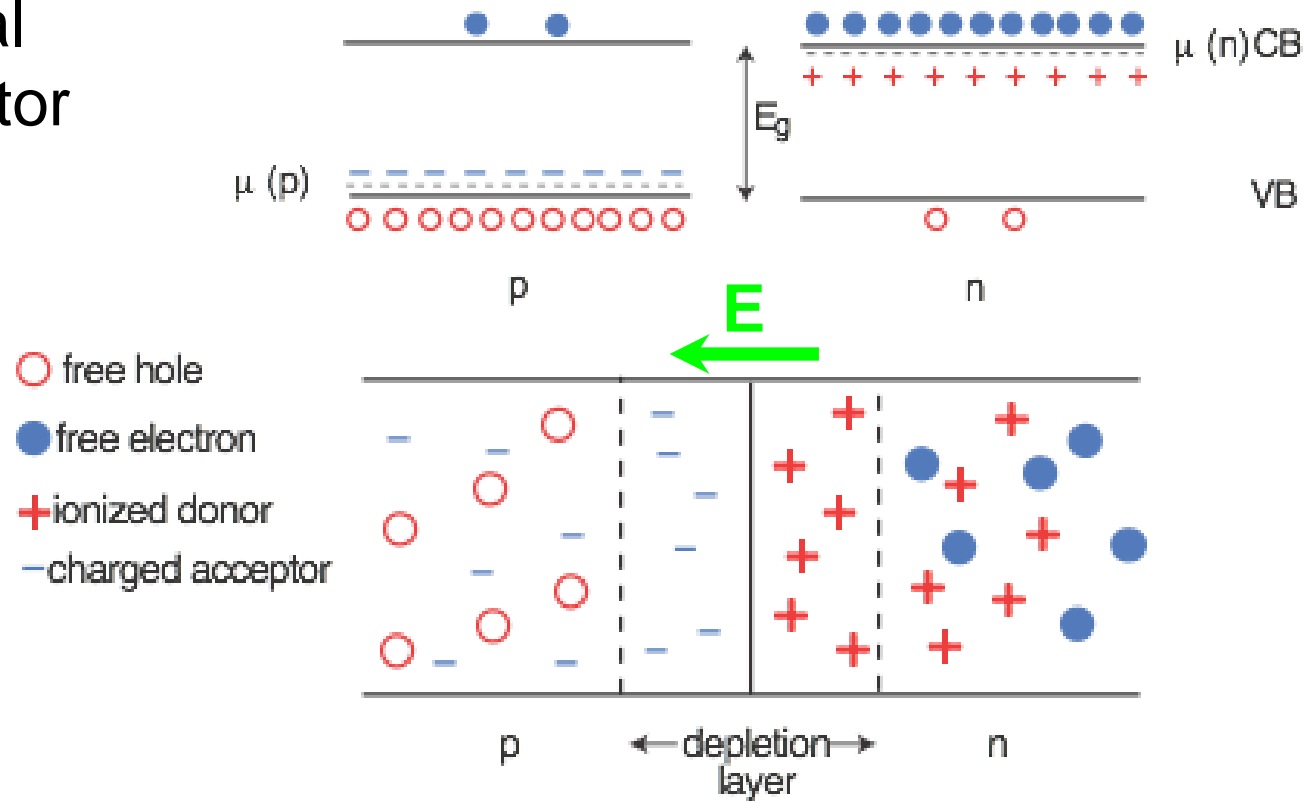 al
tor
μ (n) CB
Eg
μ (p)
VB
p
n
E
free hole
free electron
ionized donor
charged acceptor
p
depletion
layer
n